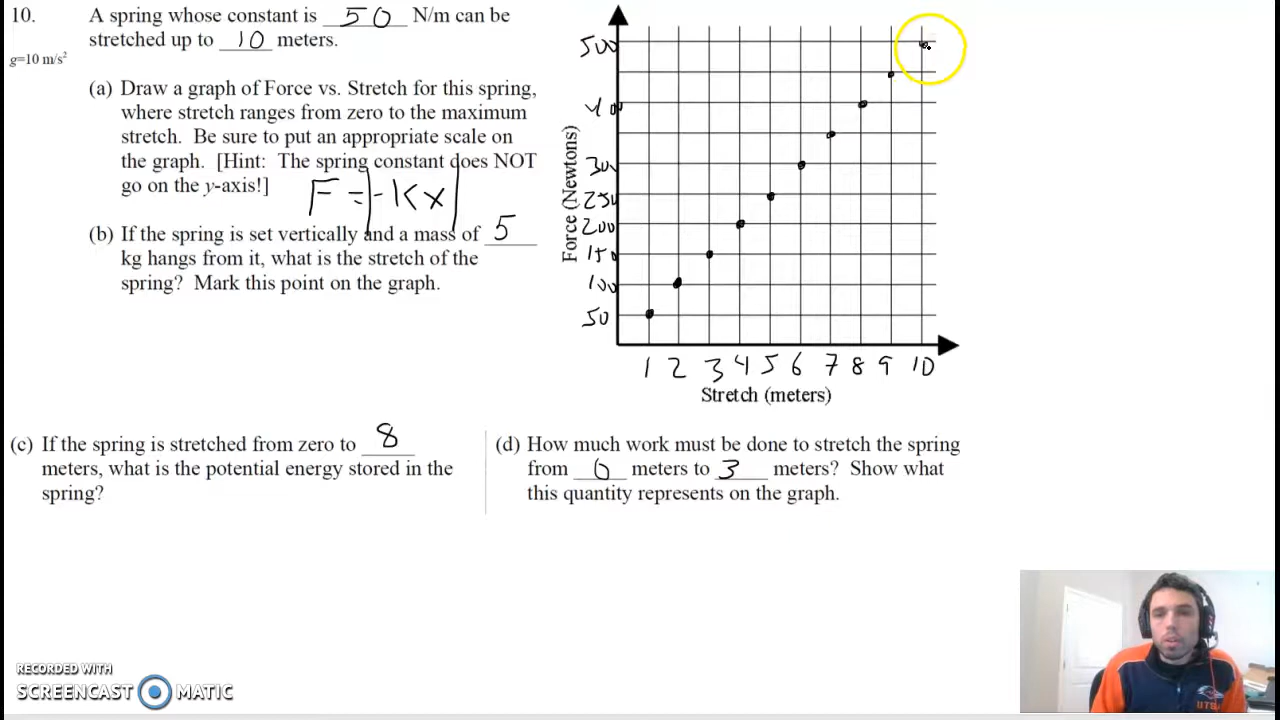 10. A spring whose constant is 50 N/m can be
stretched up to 10 meters.
g=10 m/s²
(a) Draw a graph of Force vs. Stretch for this spring,
where stretch ranges from zero to the maximum
stretch. Be sure to put an appropriate scale on
the graph. [Hint: The spring constant does NOT
go on the y-axis!]
F = |-Kx|
(b) If the spring is set vertically and a mass of 5
kg hangs from it, what is the stretch of the
spring? Mark this point on the graph.
500
400
300
250
200
150
100
50
Force (Newtons)
1 2 3 4 5 6 7 8 9 10
Stretch (meters)
(c) If the spring is stretched from zero to 8
meters, what is the potential energy stored in the
spring?
(d) How much work must be done to stretch the spring
from 0 meters to 3 meters? Show what
this quantity represents on the graph.
RECORDED WITH
SCREENCAST MATIC
UTSA